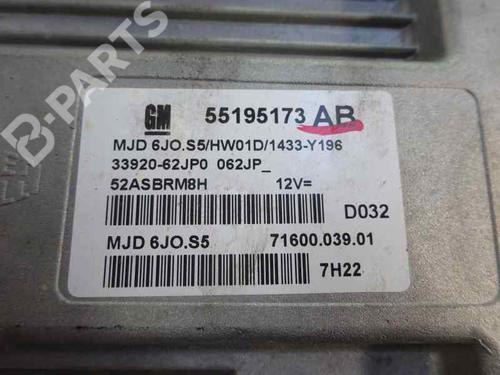 B-PARTS
GM 55195173 AB
MJD 6JO.S5/HW01D/1433-Y196
33920-62JP0 062JP_
52ASBRM8H 12V=
D032
MJD 6JO.S5 71600.039.01
7H22